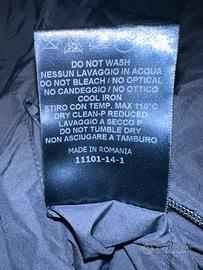 DO NOT WASH
NESSUN LAVAGGIO IN ACQUA
DO NOT BLEACH / NO OPTICAL
NO CANDEGGIO / NO OTTICO
COOL IRON
STIRO CON TEMP. MAX 110°C
DRY CLEAN-P REDUCED
LAVAGGIO A SECCO P
DO NOT TUMBLE DRY
NON ASCIUGARE A TAMBURO
MADE IN ROMANIA
11101-14-1